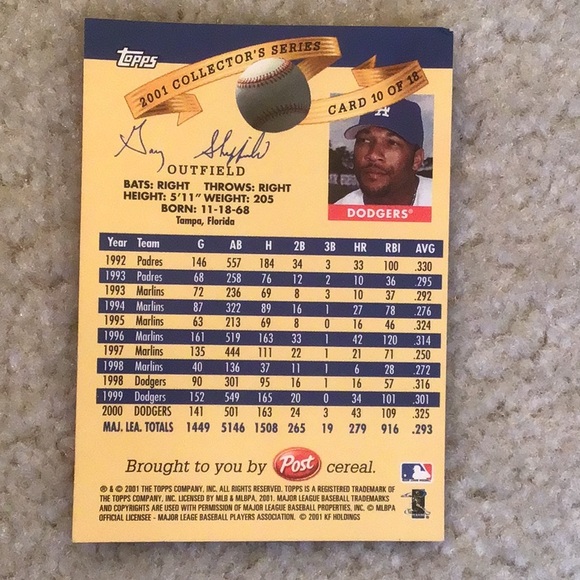 TOPPS
2001 COLLECTOR'S SERIES
CARD 10 OF 18
Gary Sheffield
OUTFIELD
BATS: RIGHT THROWS: RIGHT
HEIGHT: 5'11" WEIGHT: 205
BORN: 11-18-68
Tampa, Florida
A
DODGERS®
Year Team G AB H 2B 3B HR RBI AVG
1992 Padres 146 557 184 34 3 33 100 .330
1993 Padres 68 258 76 12 2 10 36 .295
1993 Marlins 72 236 69 8 3 10 37 .292
1994 Marlins 87 322 89 16 1 27 78 .276
1995 Marlins 63 213 69 8 0 16 46 .324
1996 Marlins 161 519 163 33 1 42 120 .314
1997 Marlins 135 444 111 22 1 21 71 .250
1998 Marlins 40 136 37 11 1 6 28 .272
1998 Dodgers 90 301 95 16 1 16 57 .316
1999 Dodgers 152 549 165 20 0 34 101 .301
2000 DODGERS 141 501 163 24 3 43 109 .325
MAJ. LEA. TOTALS 1449 5146 1508 265 19 279 916 .293
Brought to you by Post cereal.
® & © 2001 THE TOPPS COMPANY, INC. ALL RIGHTS RESERVED. TOPPS IS A REGISTERED TRADEMARK OF
THE TOPPS COMPANY, INC. LICENSED BY MLB & MLBPA, 2001. MAJOR LEAGUE BASEBALL TRADEMARKS
AND COPYRIGHTS ARE USED WITH PERMISSION OF MAJOR LEAGUE BASEBALL PROPERTIES, INC. © MLBPA
OFFICIAL LICENSEE - MAJOR LEAGUE BASEBALL PLAYERS ASSOCIATION. © 2001 KF HOLDINGS